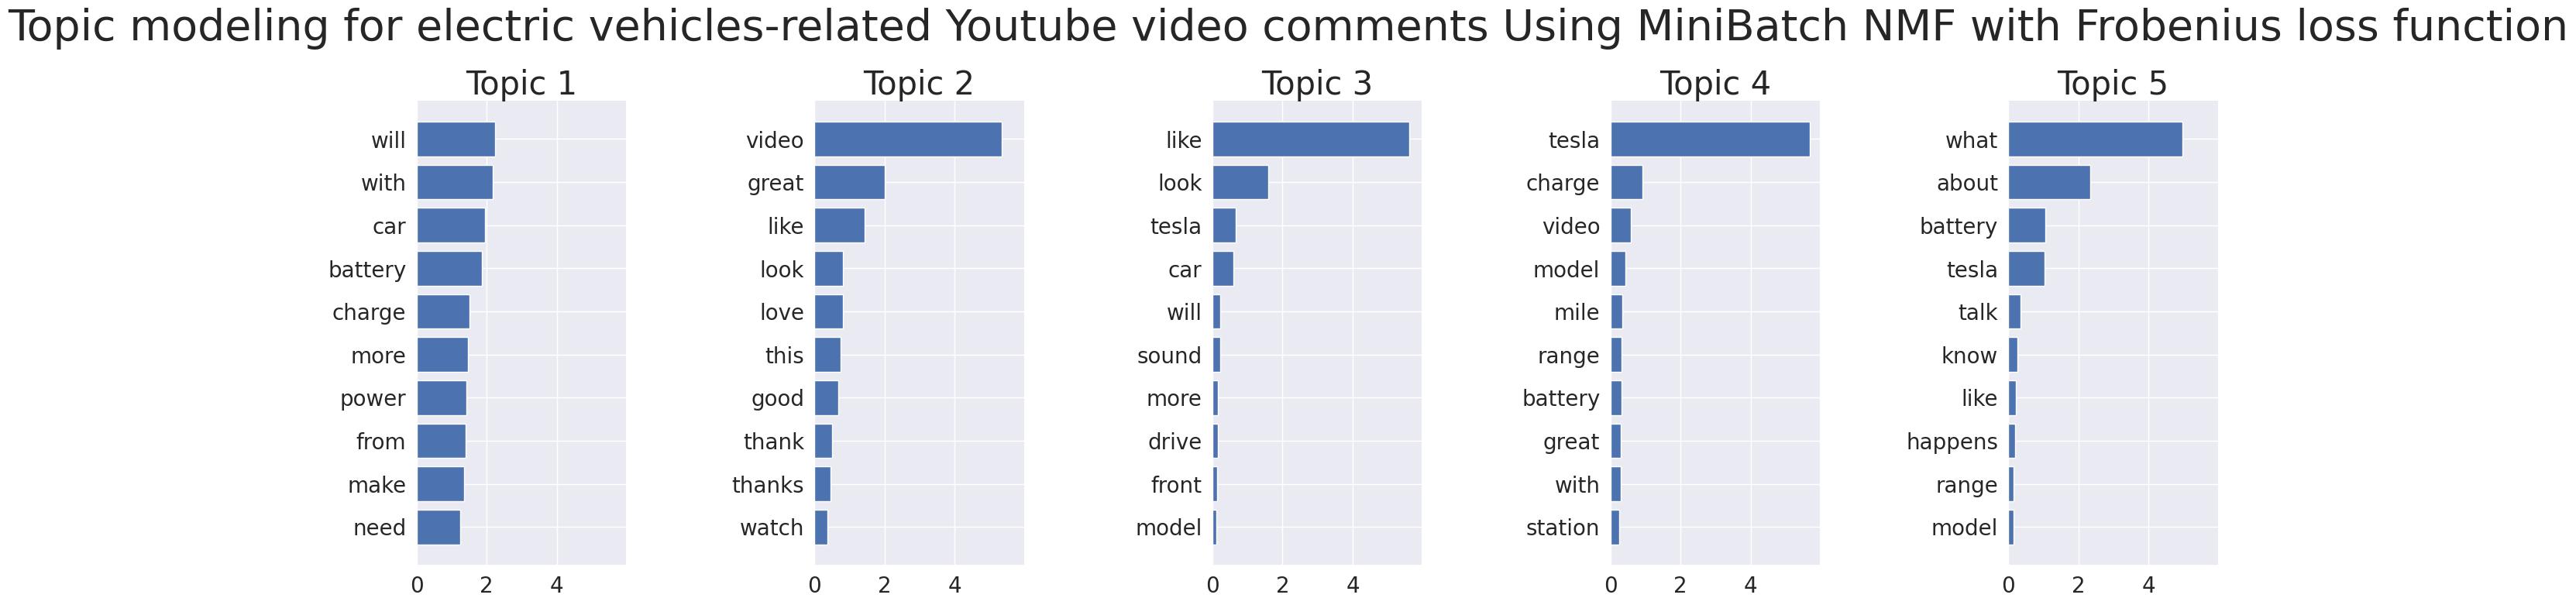 Topic modeling for electric vehicles-related Youtube video comments Using MiniBatch NMF with Frobenius loss function
Topic 1
will
with
car
battery
charge
more
power
from
make
need
0 2 4
Topic 2
video
great
like
look
love
this
good
thank
thanks
watch
0 2 4
Topic 3
like
look
tesla
car
will
sound
more
drive
front
model
0 2 4
Topic 4
tesla
charge
video
model
mile
range
battery
great
with
station
0 2 4
Topic 5
what
about
battery
tesla
talk
know
like
happens
range
model
0 2 4